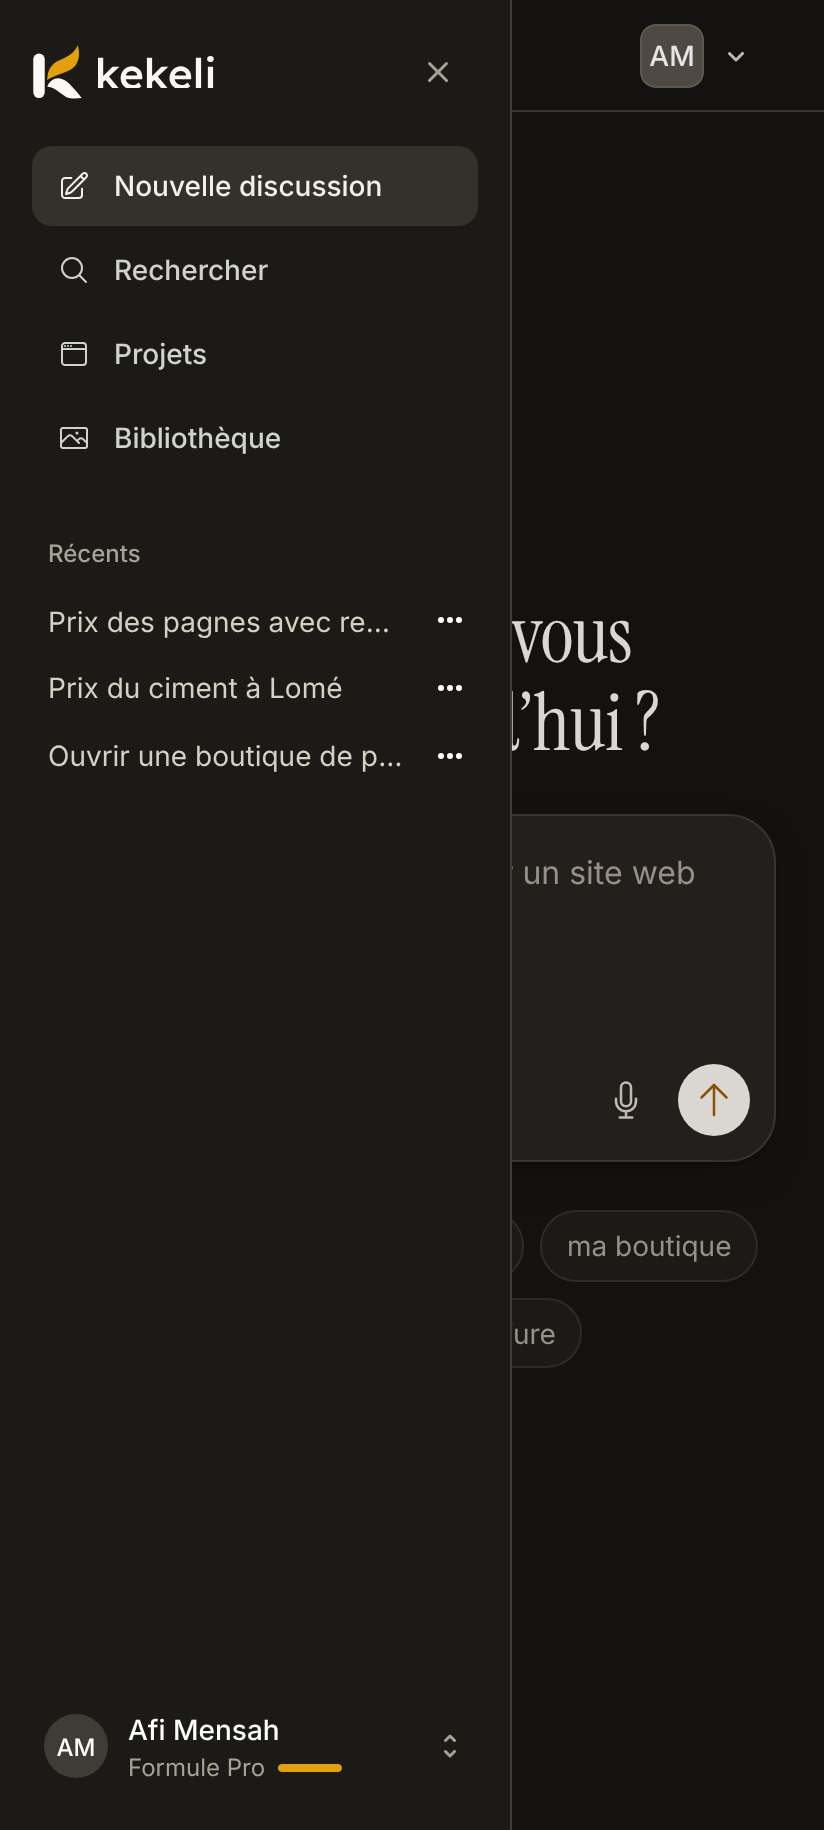 kekeli
AM
Nouvelle discussion
Rechercher
Projets
Bibliothèque
Récents
Prix des pagnes avec re...
Prix du ciment à Lomé
Ouvrir une boutique de p...
vous
l’hui ?
un site web
ma boutique
ure
AM
Afi Mensah
Formule Pro